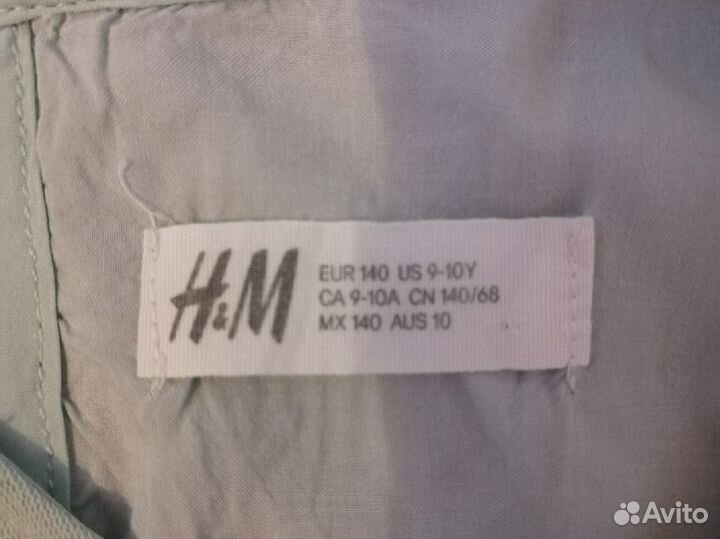 H&M
EUR 140 US 9-10Y
CA 9-10A CN 140/68
MX 140 AUS 10
Avito